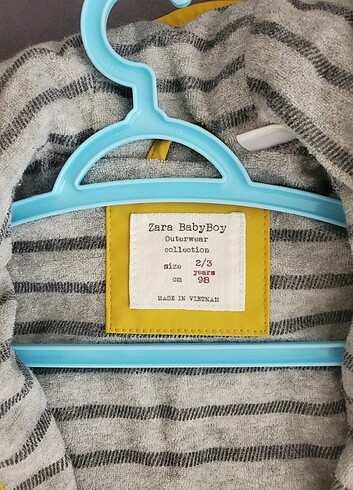 Zara BabyBoy
Outerwear
collection
size 2/3
years
cm 98
MADE IN VIETNAM